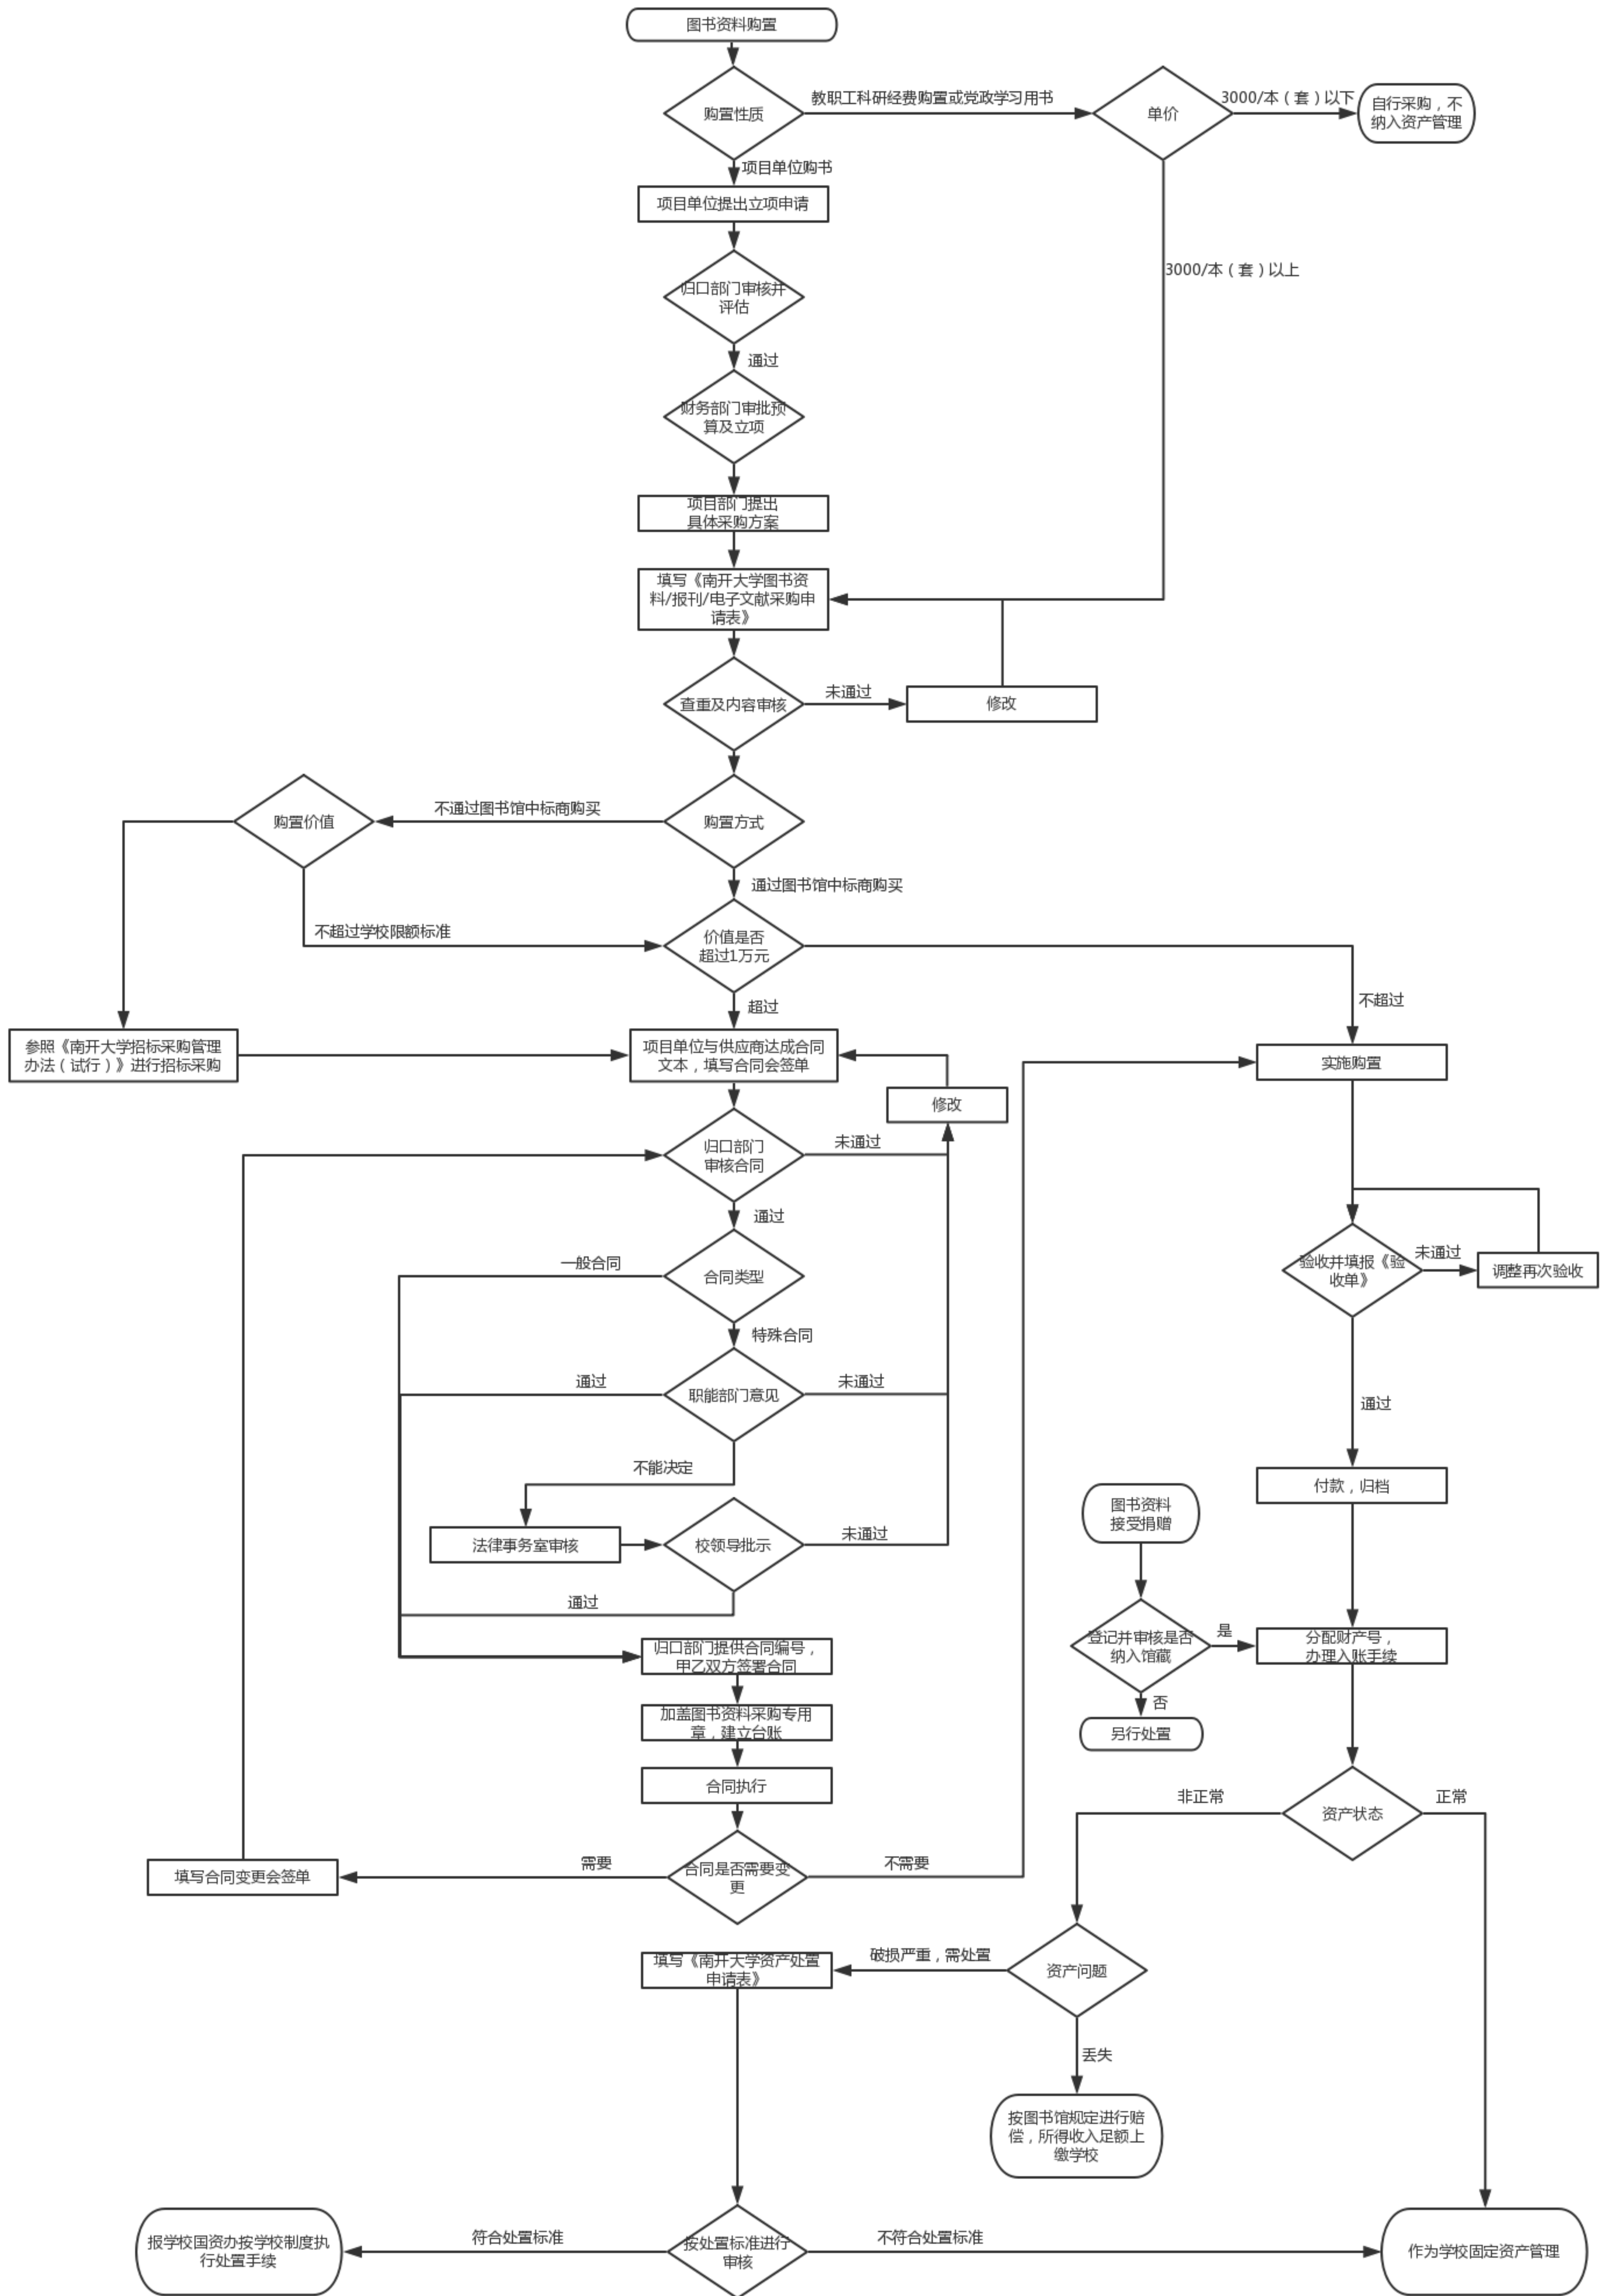 图书资料购置
购置性质
教职工科研经费购置或党政学习用书
单价
3000/本（套）以下
自行采购，不
纳入资产管理
项目单位购书
项目单位提出立项申请
3000/本（套）以上
归口部门审核并
评估
通过
财务部门审批预
算及立项
项目部门提出
具体采购方案
填写《南开大学图书资
料/报刊/电子文献采购申
请表》
查重及内容审核
未通过
修改
购置价值
不通过图书馆中标商购买
购置方式
通过图书馆中标商购买
不超过学校限额标准
价值是否
超过1万元
超过
不超过
参照《南开大学招标采购管理
办法（试行）》进行招标采购
项目单位与供应商达成合同
文本，填写合同会签单
实施购置
修改
归口部门
审核合同
未通过
通过
一般合同
合同类型
验收并填报《验
收单》
未通过
调整再次验收
特殊合同
通过
职能部门意见
未通过
通过
不能决定
付款，归档
图书资料
接受捐赠
法律事务室审核
校领导批示
未通过
通过
登记并审核是否
纳入馆藏
是
分配财产号，
办理入账手续
归口部门提供合同编号，
甲乙双方签署合同
否
另行处置
加盖图书资料采购专用
章，建立台账
合同执行
非正常
资产状态
正常
填写合同变更会签单
需要
合同是否需要变
更
不需要
填写《南开大学资产处置
申请表》
破损严重，需处置
资产问题
丢失
按图书馆规定进行赔
偿，所得收入足额上
缴学校
报学校国资办按学校制度执
行处置手续
符合处置标准
按处置标准进行
审核
不符合处置标准
作为学校固定资产管理